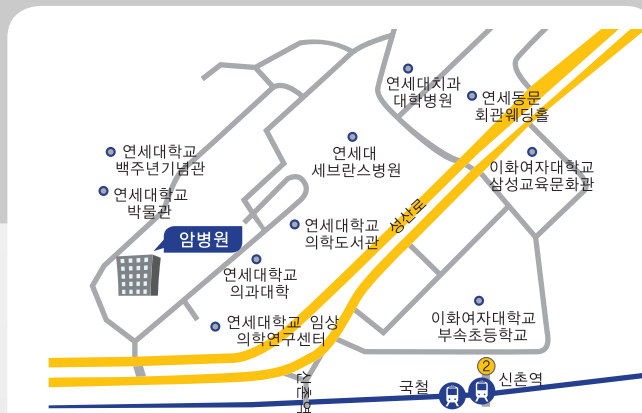 연세대치과
대학병원
연세동문
회관웨딩홀
연세대
세브란스병원
연세대학교
백주년기념관
이화여자대학교
삼성교육문화관
연세대학교
박물관
성산로
암병원
연세대학교
의학도서관
연세대학교
의과대학
연세대학교 임상
의학연구센터
이화여자대학교
부속초등학교
2
국철
신촌역
신촌역